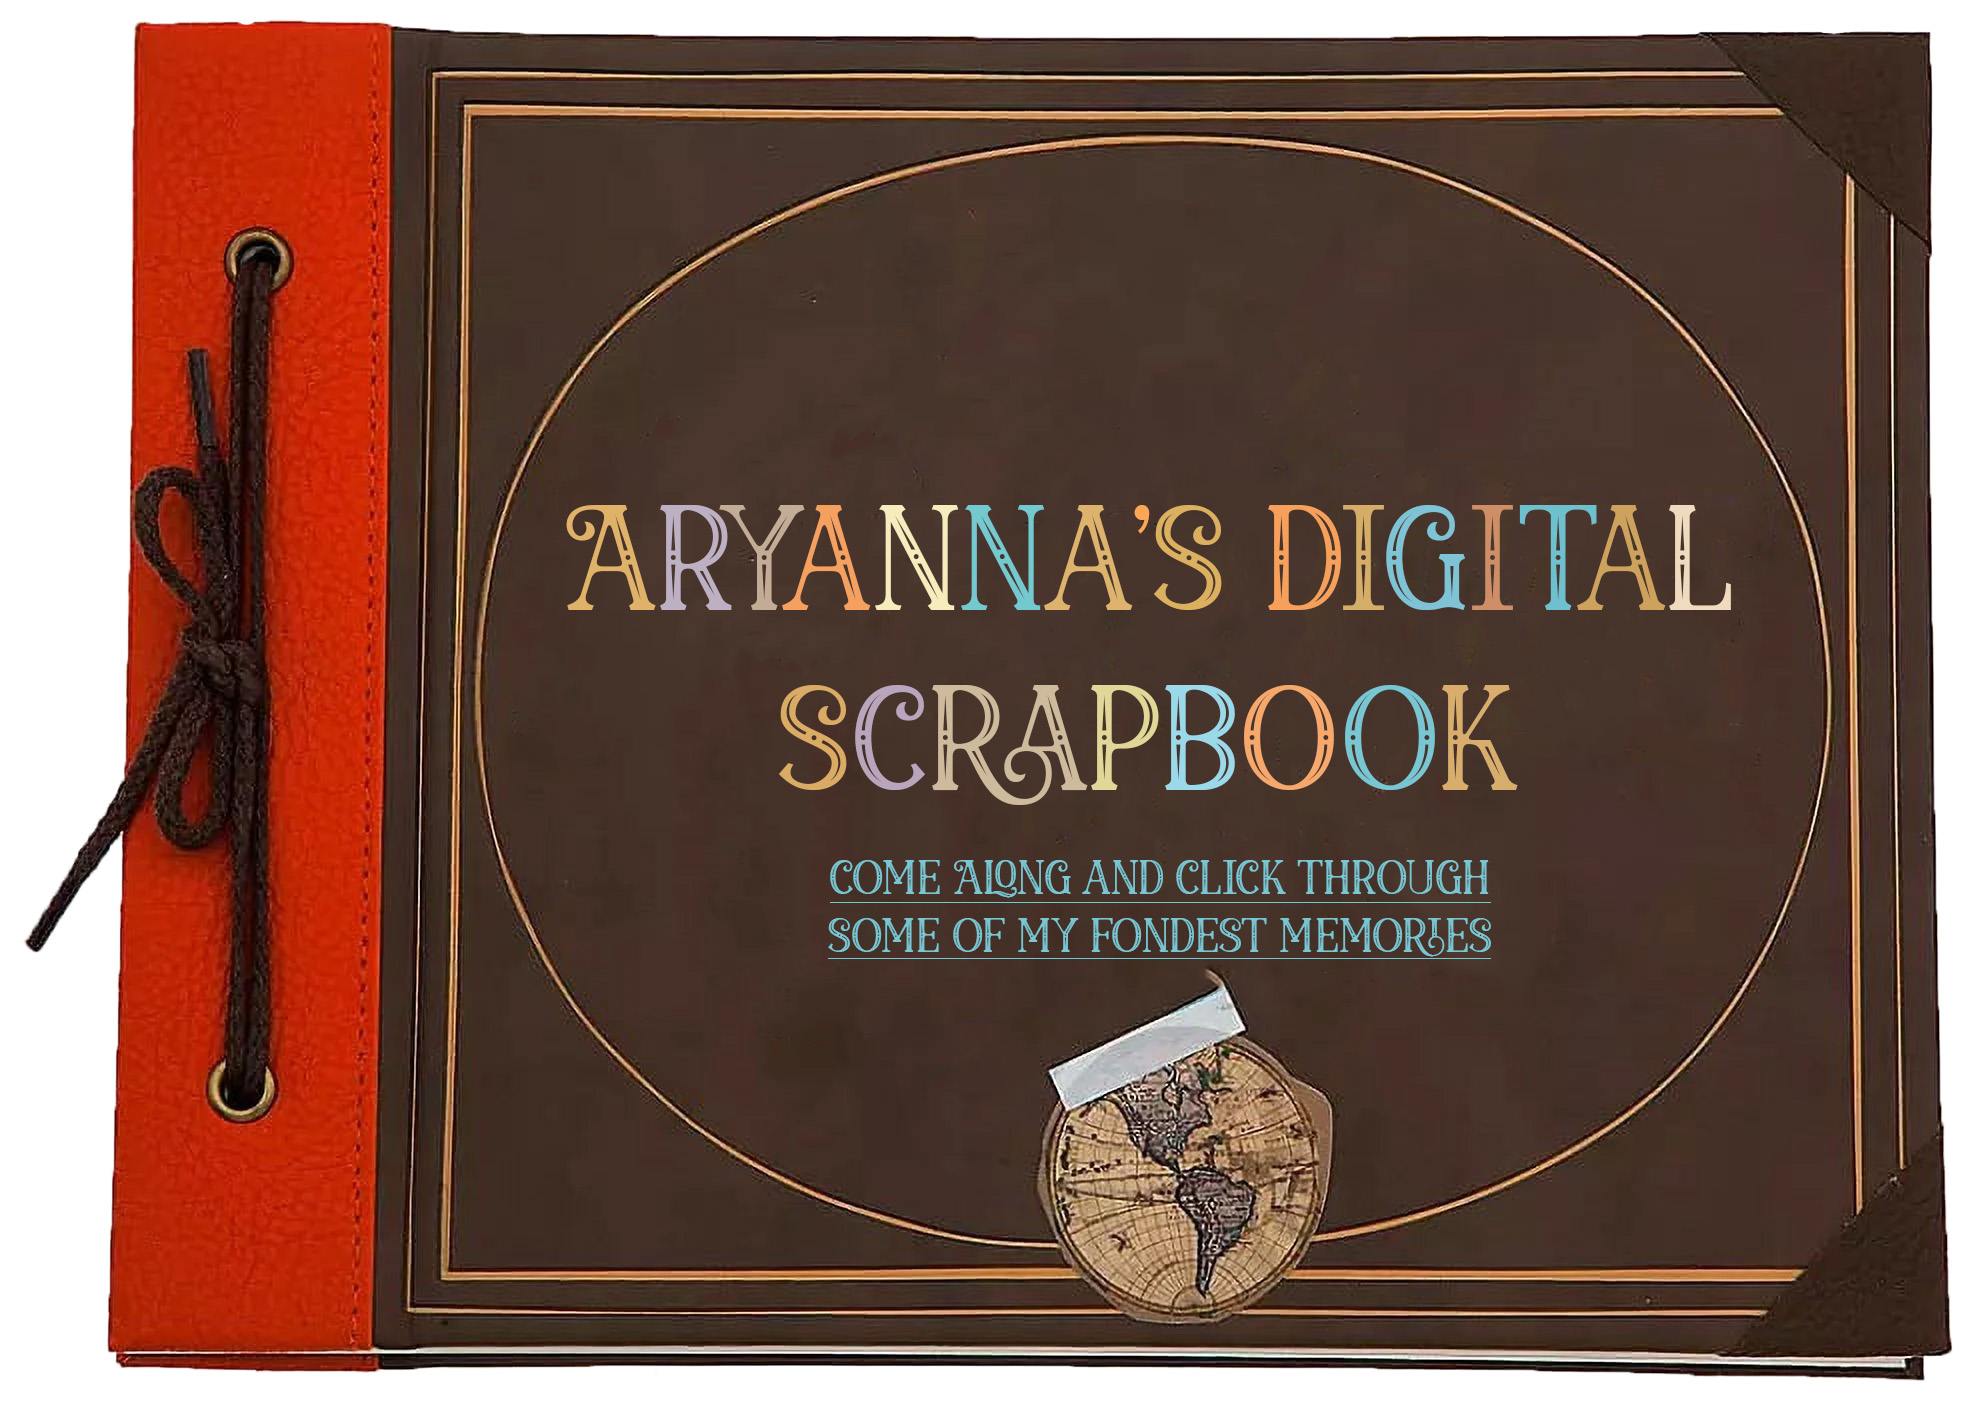 ARYANNA'S DIGITAL
SCRAPBOOK
COME ALONG AND CLICK THROUGH
SOME OF MY FONDEST MEMORIES